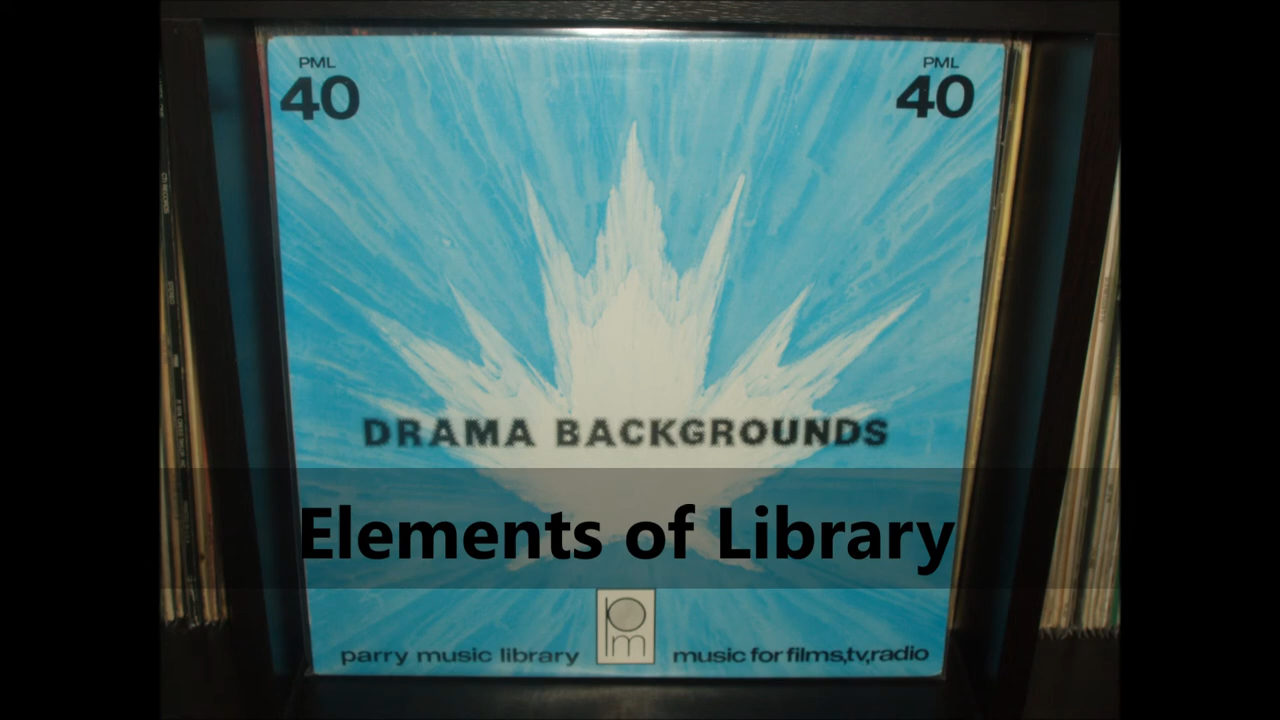 PML
40
PML
40
DRAMA BACKGROUNDS
Elements of Library
pm
parry music library
music for films,tv,radio